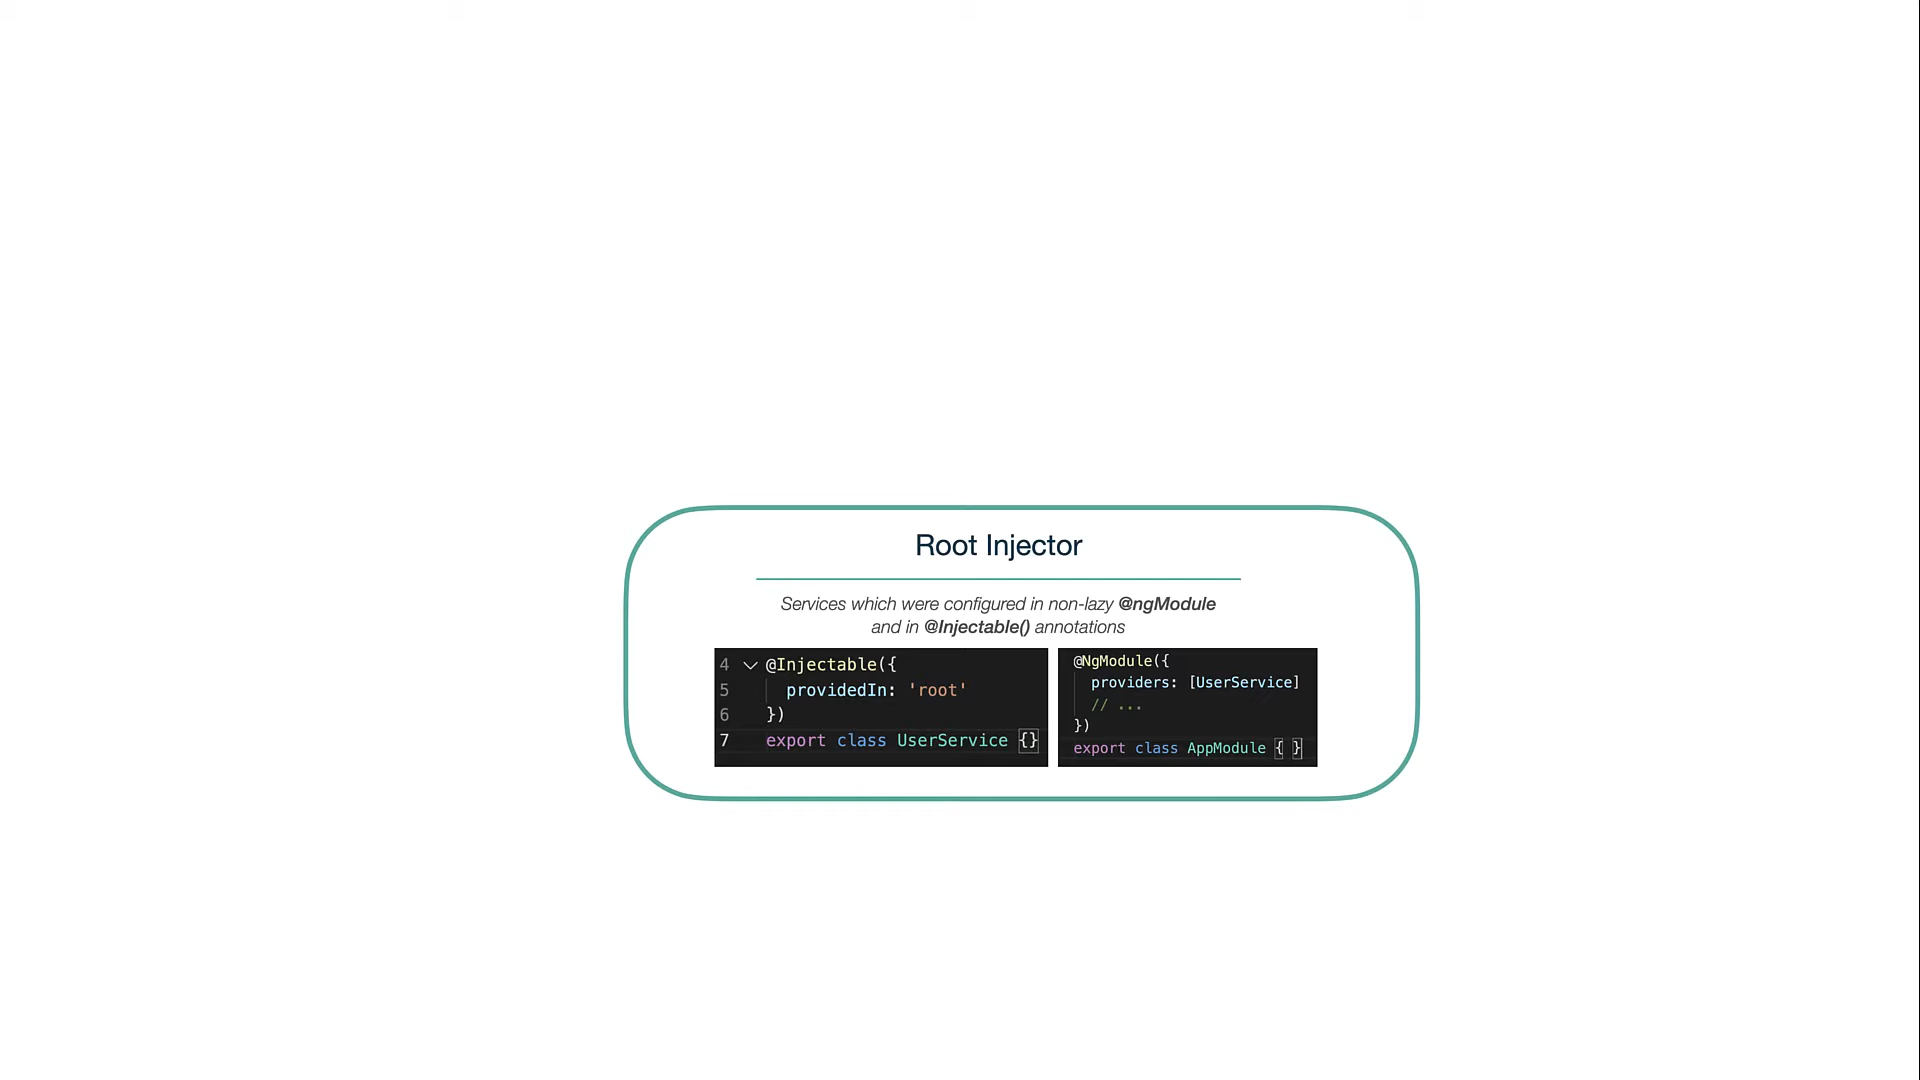 Root Injector
Services which were configured in non-lazy @ngModule
and in @Injectable() annotations
4 @Injectable({
5 providedIn: 'root'
6 })
7 export class UserService {}
@NgModule({
providers: [UserService]
// ...
})
export class AppModule { }